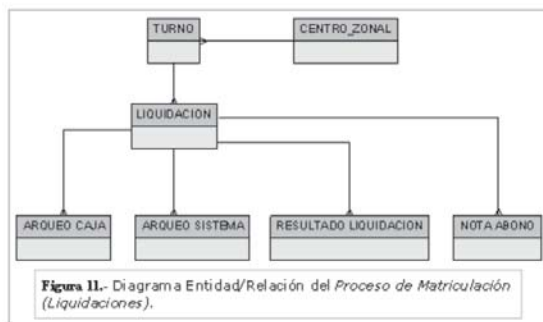 TURNO
CENTRO_ZONAL
LIQUIDACION
ARQUEO CAJA
ARQUEO SISTEMA
RESULTADO LIQUIDACION
NOTA ABONO
Figura 11.- Diagrama Entidad/Relación del Proceso de Matriculación
(Liquidaciones).